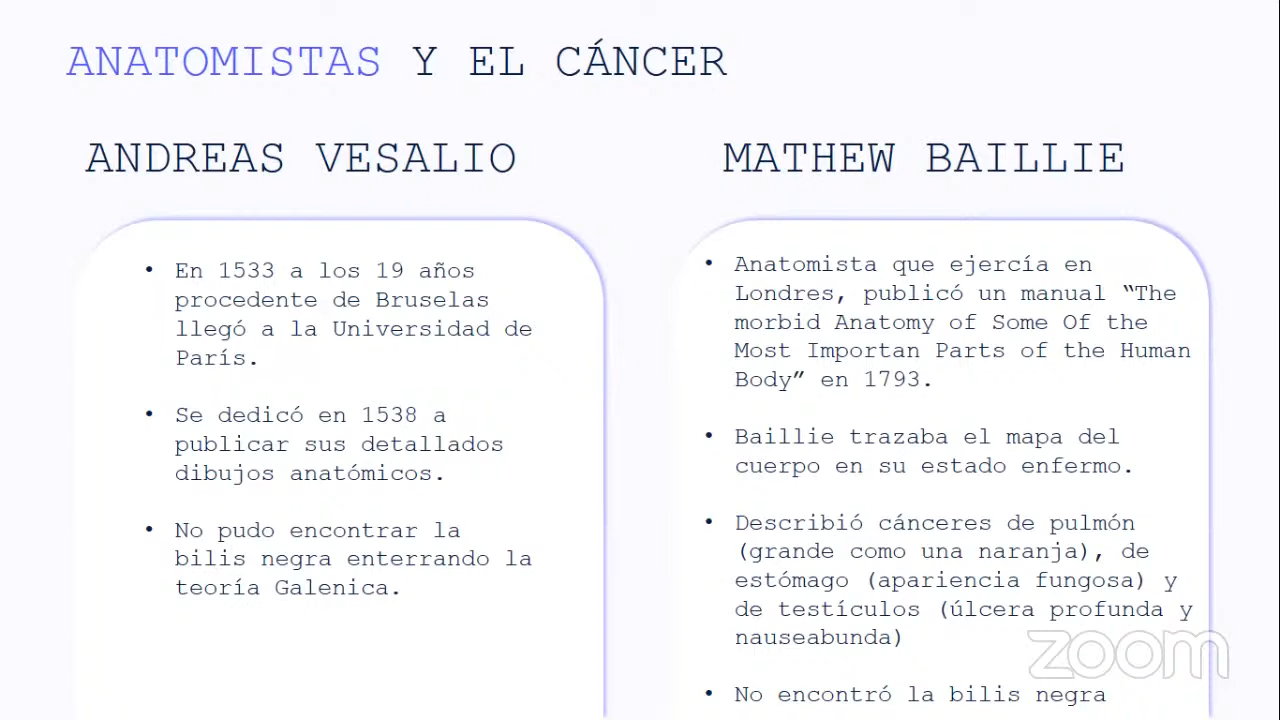 ANATOMISTAS Y EL CÁNCER
ANDREAS VESALIO
• En 1533 a los 19 años
procedente de Bruselas
llegó a la Universidad de
París.
• Se dedicó en 1538 a
publicar sus detallados
dibujos anatómicos.
• No pudo encontrar la
bilis negra enterrando la
teoría Galenica.
MATHEW BAILLIE
• Anatomista que ejercía en
Londres, publicó un manual “The
morbid Anatomy of Some Of the
Most Importan Parts of the Human
Body” en 1793.
• Baillie trazaba el mapa del
cuerpo en su estado enfermo.
• Describió cánceres de pulmón
(grande como una naranja), de
estómago (apariencia fungosa) y
de testículos (úlcera profunda y
nauseabunda)
• No encontró la bilis negra
zoom